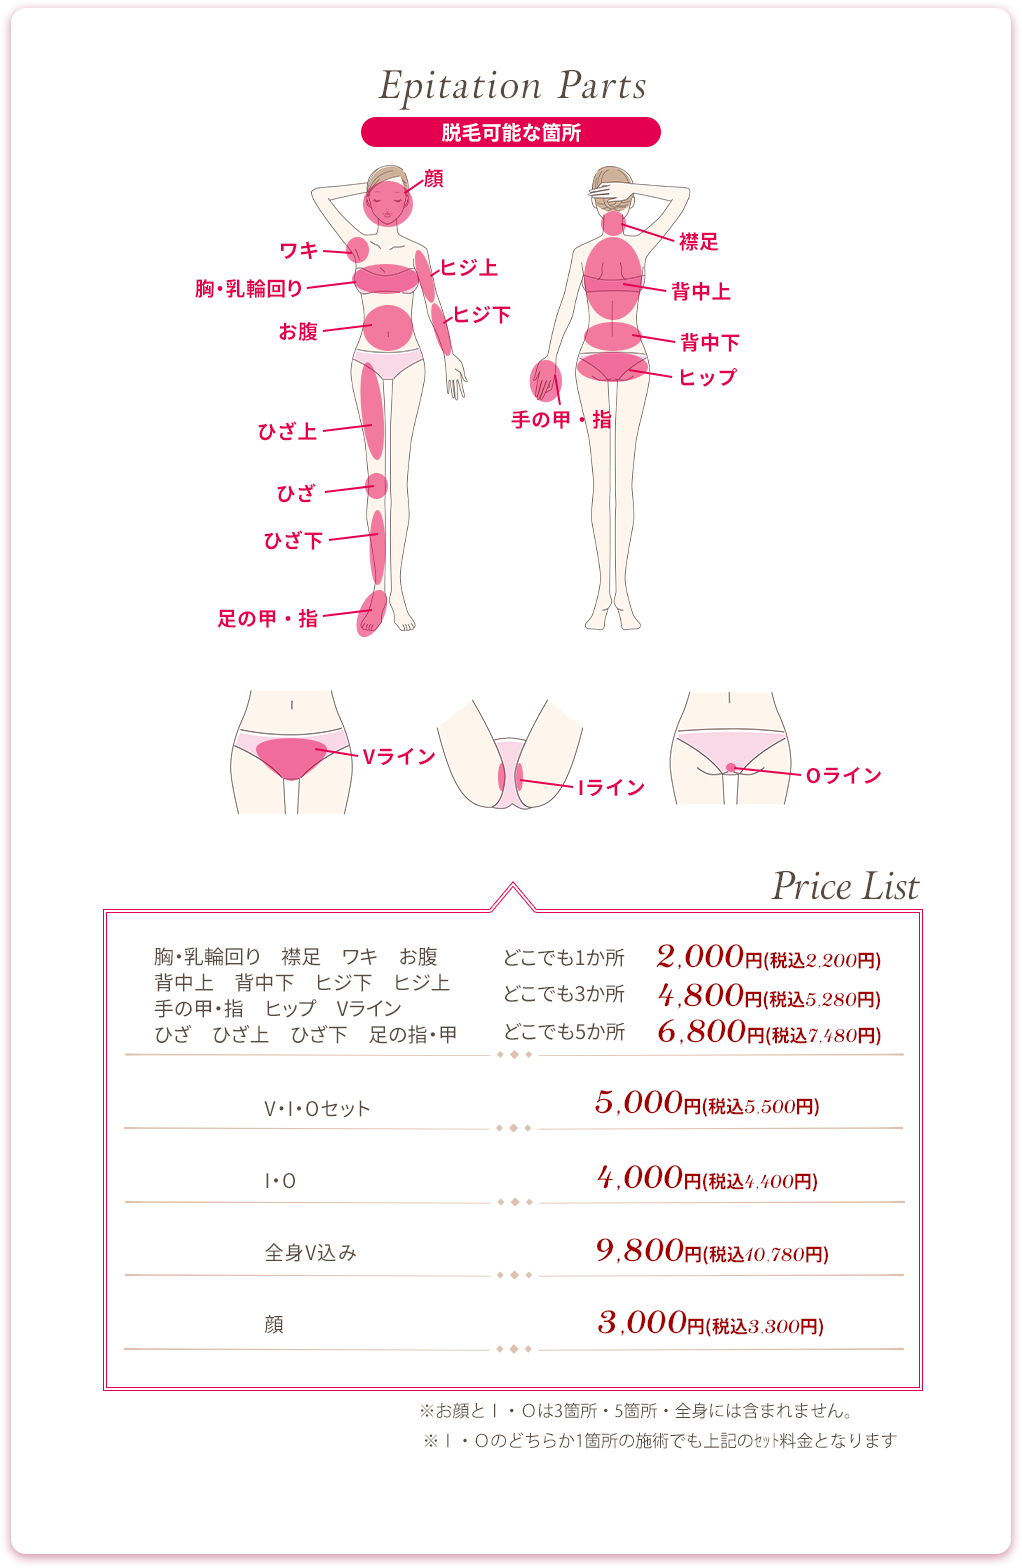 Epitation Parts
脱毛可能な箇所
顔
ワキ
胸・乳輪回り
お腹
ヒジ上
ヒジ下
ひざ上
ひざ
ひざ下
足の甲・指
襟足
背中上
背中下
ヒップ
手の甲・指
Vライン
Iライン
Oライン
Price List
胸・乳輪回り 襟足 ワキ お腹
背中上 背中下 ヒジ下 ヒジ上
手の甲・指 ヒップ Vライン
ひざ ひざ上 ひざ下 足の指・甲
どこでも1か所 2,000円(税込2,200円)
どこでも3か所 4,800円(税込5,280円)
どこでも5か所 6,800円(税込7,480円)
V・I・Oセット 5,000円(税込5,500円)
I・O 4,000円(税込4,400円)
全身V込み 9,800円(税込10,780円)
顔 3,000円(税込3,300円)
※お顔とI・Oは3箇所・5箇所・全身には含まれません。
※I・Oのどちらか1箇所の施術でも上記のｾｯﾄ料金となります